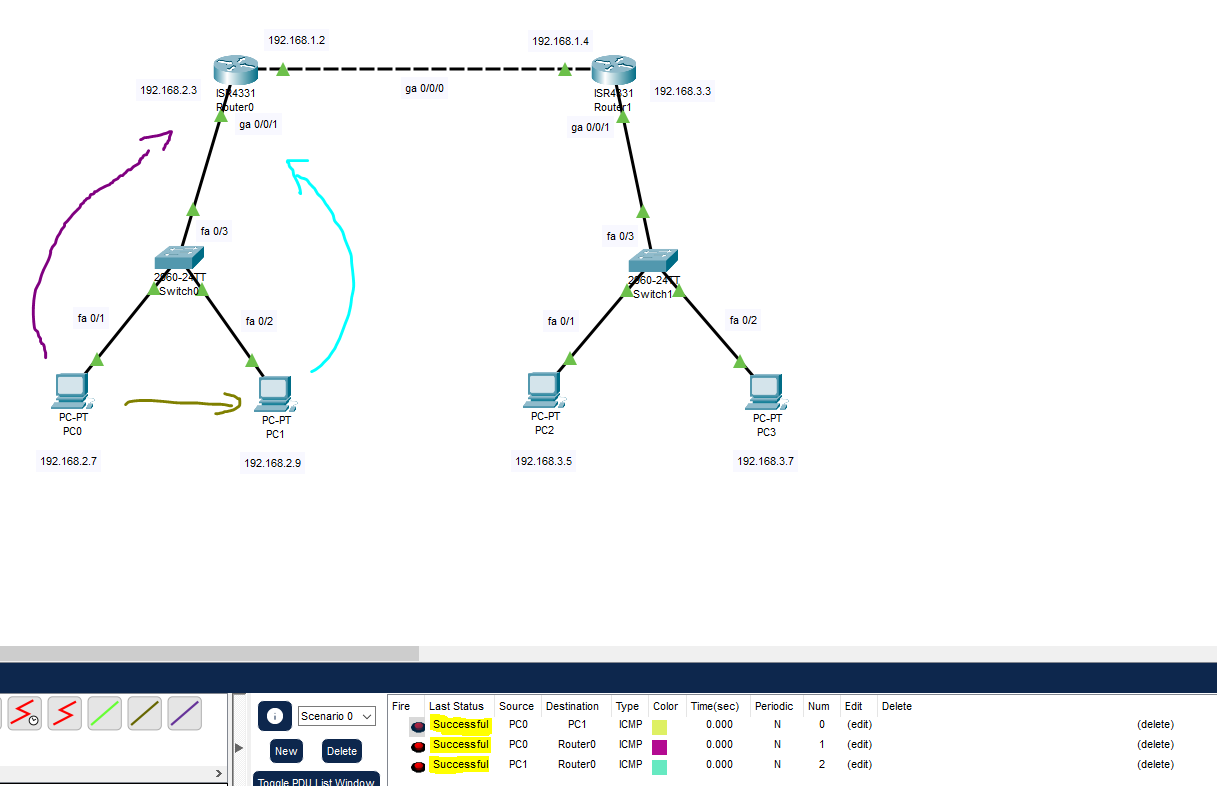 192.168.1.2
192.168.1.4
192.168.2.3
ISR4331
Router0
ga 0/0/0
ISR4331
Router1
192.168.3.3
ga 0/0/1
ga 0/0/1
fa 0/3
fa 0/3
2960-24TT
Switch0
2960-24TT
Switch1
fa 0/1
fa 0/2
fa 0/1
fa 0/2
PC-PT
PC0
PC-PT
PC1
PC-PT
PC2
PC-PT
PC3
192.168.2.7
192.168.2.9
192.168.3.5
192.168.3.7
Scenario 0
New Delete
Toggle PDU List Window
Fire Last Status Source Destination Type Color Time(sec) Periodic Num Edit Delete
Successful PC0 PC1 ICMP 0.000 N 0 (edit) (delete)
Successful PC0 Router0 ICMP 0.000 N 1 (edit) (delete)
Successful PC1 Router0 ICMP 0.000 N 2 (edit) (delete)